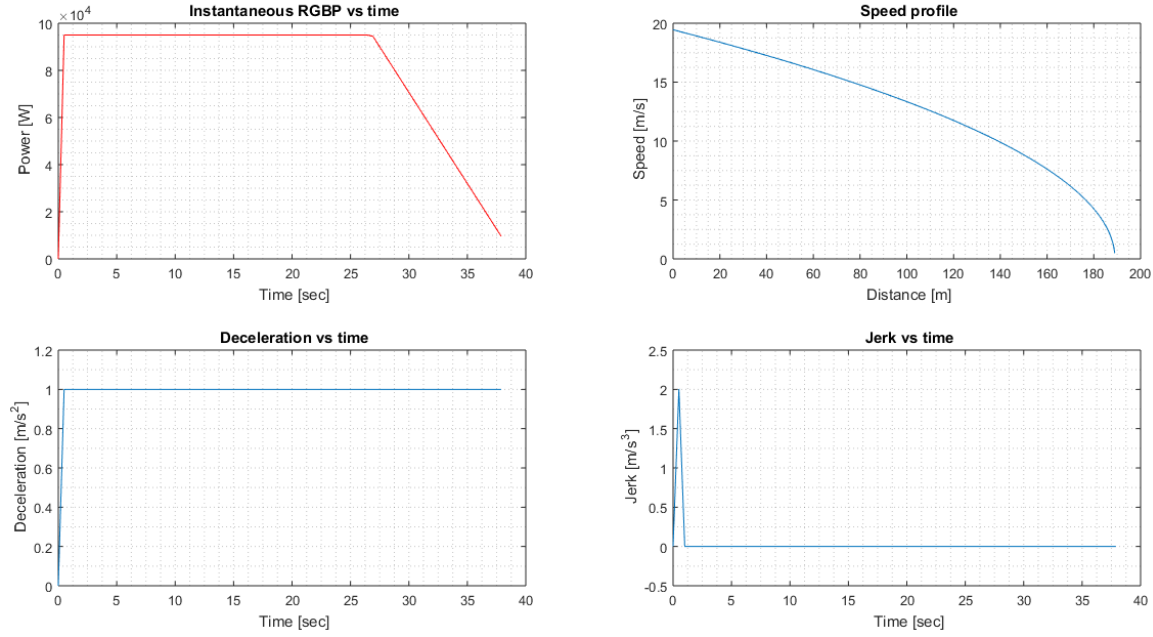 Instantaneous RGBP vs time
×10⁴
Power [W]
10
8
6
4
2
0
0 5 10 15 20 25 30 35 40
Time [sec]
Speed profile
Speed [m/s]
20
15
10
5
0
0 20 40 60 80 100 120 140 160 180 200
Distance [m]
Deceleration vs time
Deceleration [m/s²]
1.2
1
0.8
0.6
0.4
0.2
0
0 5 10 15 20 25 30 35 40
Time [sec]
Jerk vs time
Jerk [m/s³]
2.5
2
1.5
1
0.5
0
-0.5
0 5 10 15 20 25 30 35 40
Time [sec]